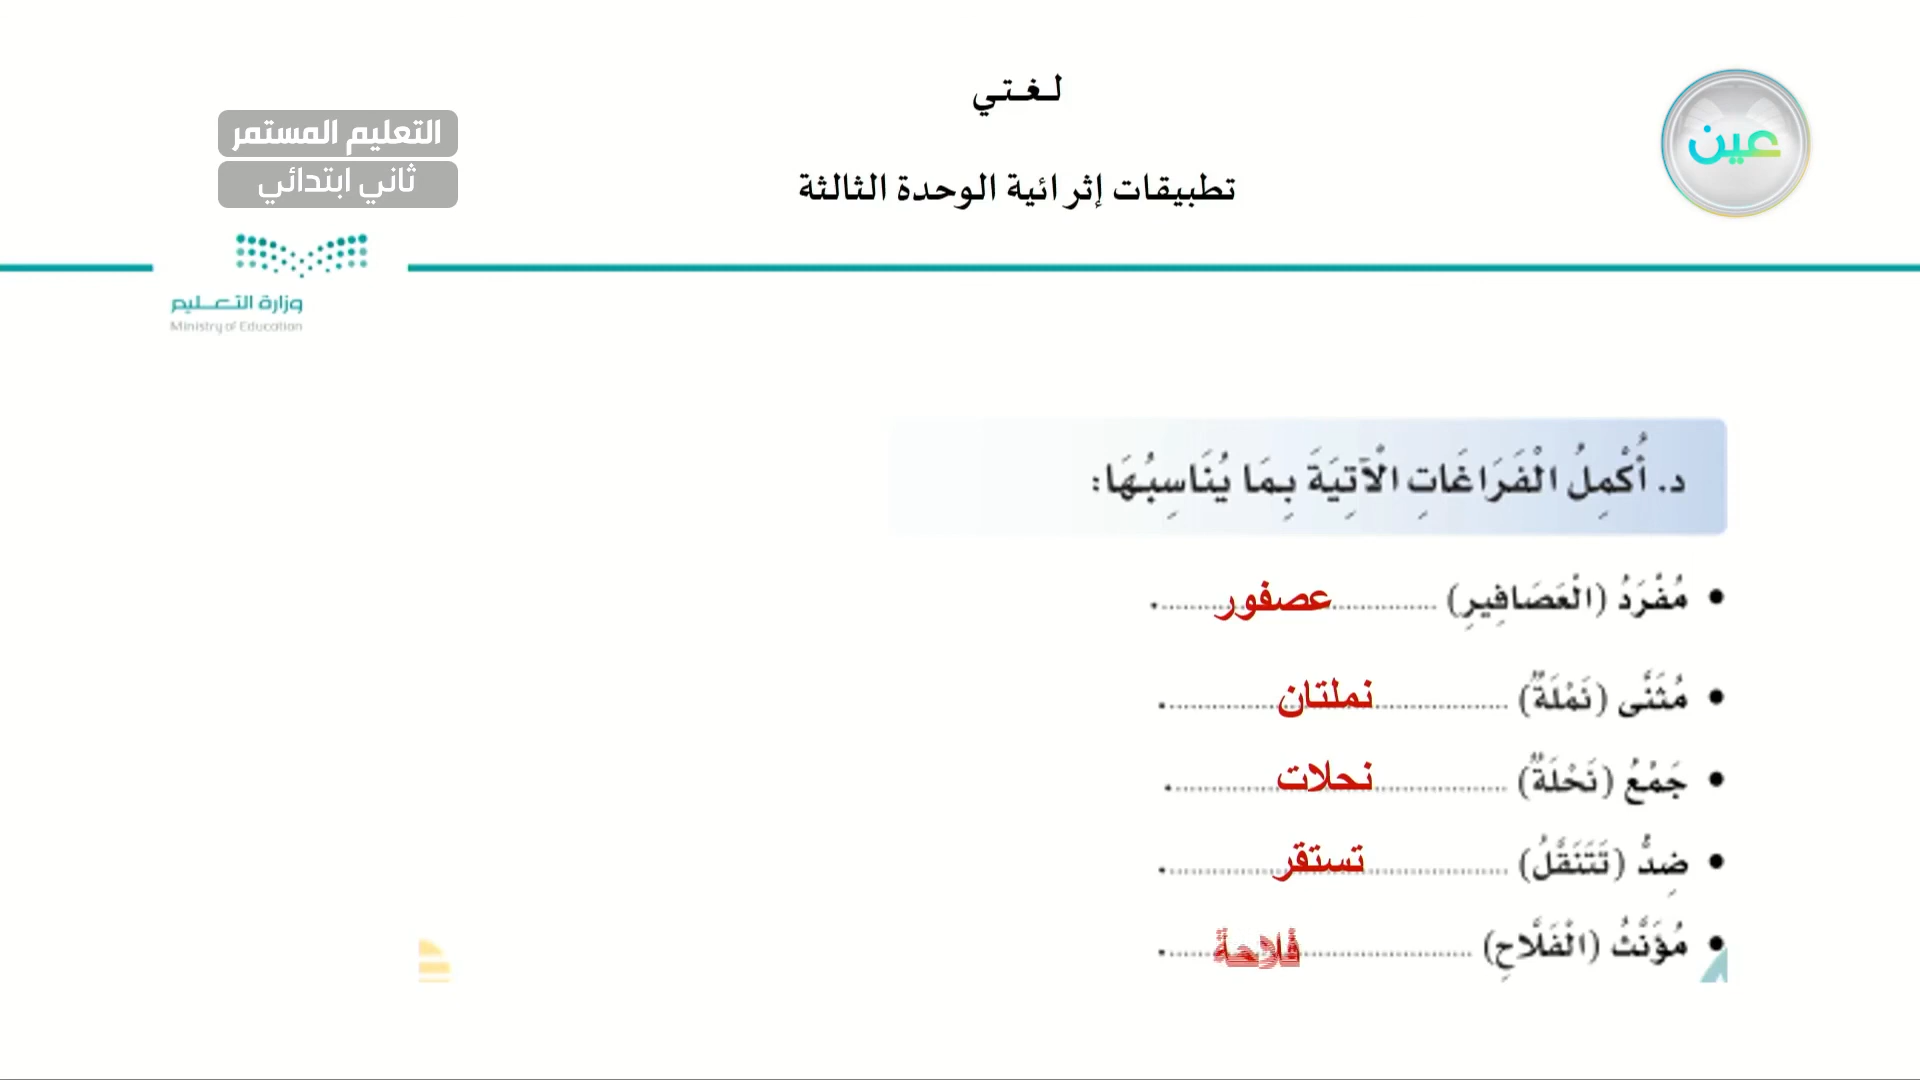 لغتي
عين
التعليم المستمر
ثاني ابتدائي
تطبيقات إثرائية الوحدة الثالثة
وزارة التعليم
Ministry of Education
د. أُكْمِلُ الْفَرَاغَاتِ الْآتِيَةَ بِمَا يُنَاسِبُهَا:
• مُفْرَدُ (الْعَصَافِيرِ) ........ عصفور ........
• مُثَنَّى (نَمْلَةٌ) ........ نملتان ........
• جَمْعُ (نَحْلَةٌ) ........ نحلات ........
• ضِدُّ (تَتَنَقَّلُ) ........ تستقر ........
• مُؤَنَّثُ (الْفَلَّاحِ) ........ فلاحة ........